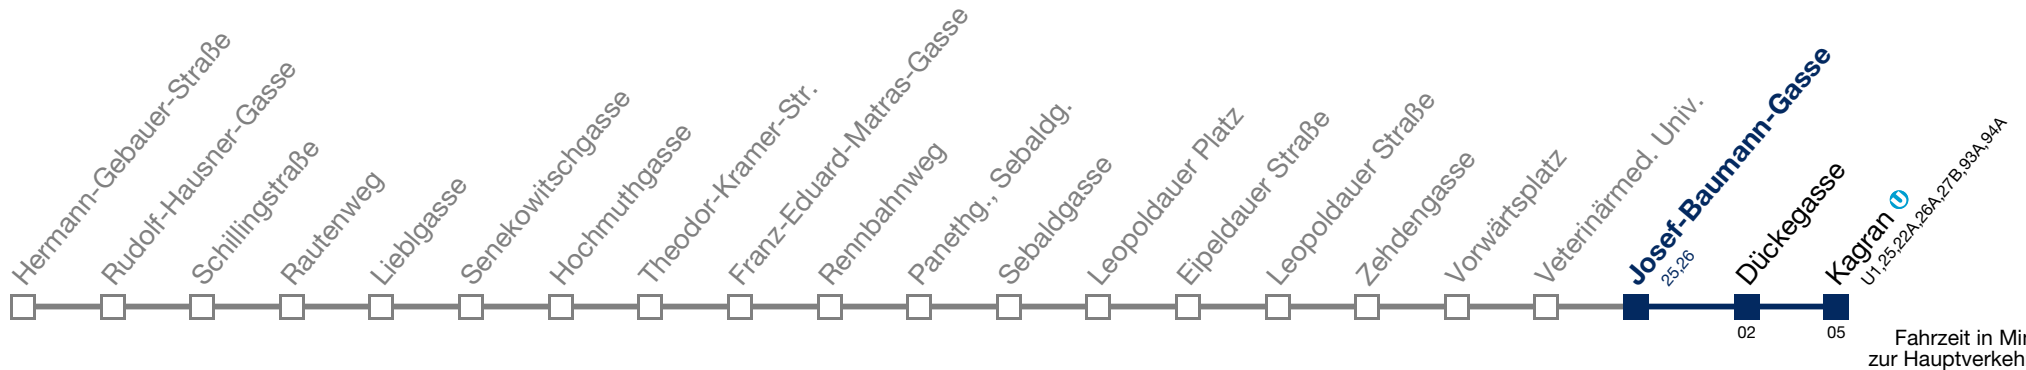 Hermann-Gebauer-Straße
Rudolf-Hausner-Gasse
Schillingstraße
Rautenweg
Lieblgasse
Senekowitschgasse
Hochmuthgasse
Theodor-Kramer-Str.
Franz-Eduard-Matras-Gasse
Rennbahnweg
Panethg., Sebaldg.
Sebaldgasse
Leopoldauer Platz
Eipeldauer Straße
Leopoldauer Straße
Zehdengasse
Vorwärtsplatz
Veterinärmed. Univ.
Josef-Baumann-Gasse
25,26
Dückegasse
Kagran U
U1,25,22A,26A,27B,93A,94A
02
05
Fahrzeit in Min
zur Hauptverkeh